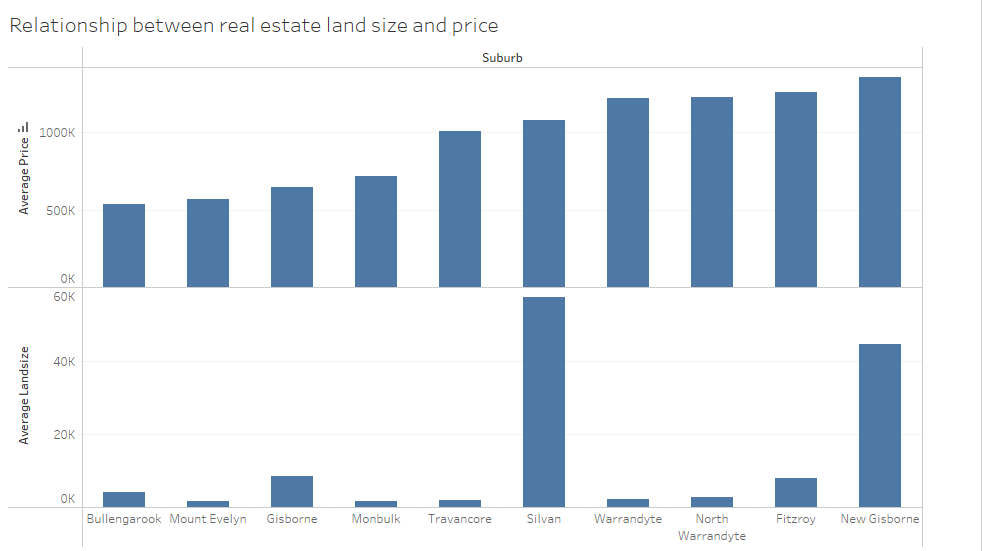 Relationship between real estate land size and price
Suburb
Average Price
1000K
500K
0K
Average Landsize
60K
40K
20K
0K
Bullengarook Mount Evelyn Gisborne Monbulk Travancore Silvan Warrandyte North Warrandyte Fitzroy New Gisborne